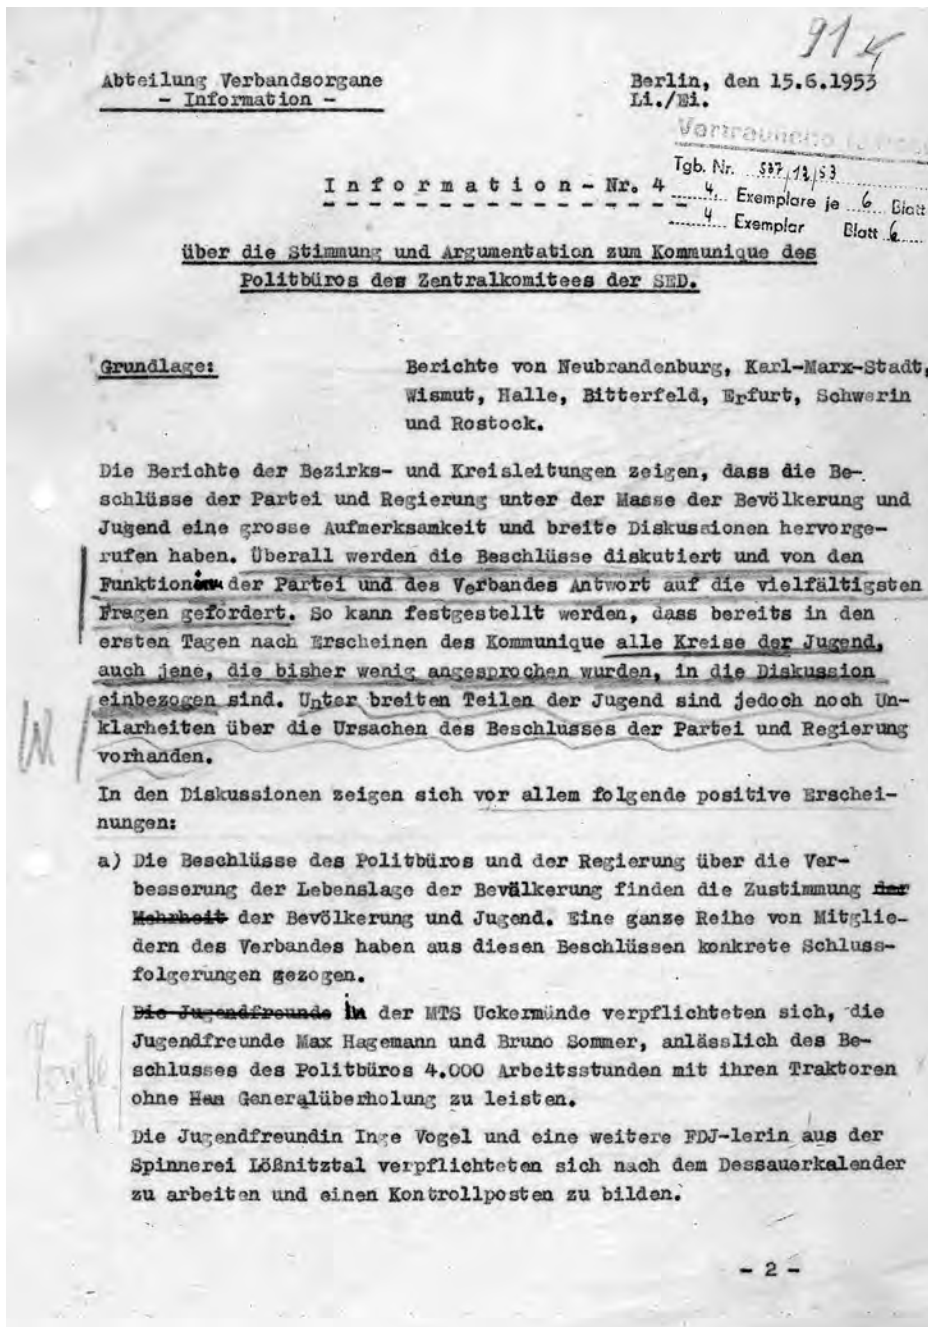 91
Abteilung Verbandsorgane
- Information -
Berlin, den 15.6.1953
Li./Ei.
Vertrauliche
Tgb. Nr. 537/12/53
4. Exemplare je 6 Blatt
4 Exemplar Blatt 6
Information - Nr. 4
über die Stimmung und Argumentation zum Kommunique des
Politbüros des Zentralkomitees der SED.
Grundlage:
Berichte von Neubrandenburg, Karl-Marx-Stadt,
Wismut, Halle, Bitterfeld, Erfurt, Schwerin
und Rostock.
Die Berichte der Bezirks- und Kreisleitungen zeigen, dass die Be-
schlüsse der Partei und Regierung unter der Masse der Bevölkerung und
Jugend eine grosse Aufmerksamkeit und breite Diskussionen hervorge-
rufen haben. Überall werden die Beschlüsse diskutiert und von den
der Partei und des Verbandes Antwort auf die vielfältigsten
Fragen gefordert. So kann festgestellt werden, dass bereits in den
ersten Tagen nach Erscheinen des Kommunique alle Kreise der Jugend,
auch jene, die bisher wenig angesprochen wurden, in die Diskussion
einbezogen sind. Unter breiten Teilen der Jugend sind jedoch noch Un-
klarheiten über die Ursachen des Beschlusses der Partei und Regierung
vorhanden.
In den Diskussionen zeigen sich vor allem folgende positive Erschei-
nungen:
a) Die Beschlüsse des Politbüros und der Regierung über die Ver-
besserung der Lebenslage der Bevälkerung finden die Zustimmung der
Mehrheit der Bevölkerung und Jugend. Eine ganze Reihe von Mitglie-
dern des Verbandes haben aus diesen Beschlüssen konkrete Schluss-
folgerungen gezogen.
Die Jugendfreunde in der MTS Uckermünde verpflichteten sich, die
Jugendfreunde Max Hagemann und Bruno Sommer, anlässlich des Be-
schlusses des Politbüros 4.000 Arbeitsstunden mit ihren Traktoren
ohne Generalüberholung zu leisten.
Die Jugendfreundin Inge Vogel und eine weitere FDJ-lerin aus der
Spinnerei Lößnitztal verpflichteten sich nach dem Dessauerkalender
zu arbeiten und einen Kontrollposten zu bilden.
- 2 -